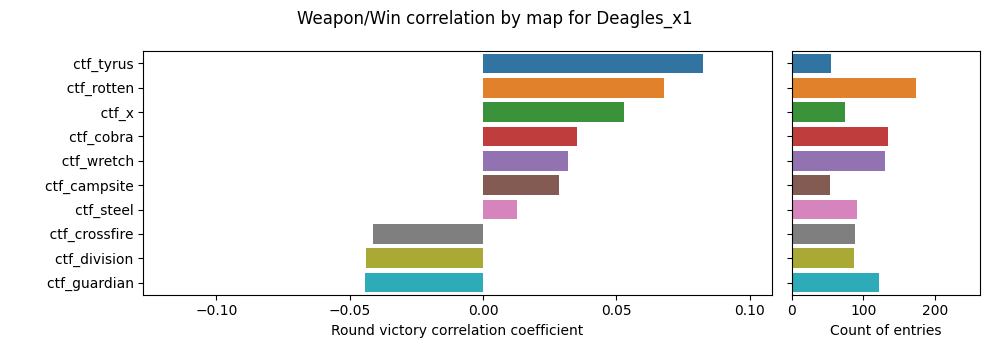 Weapon/Win correlation by map for Deagles_x1
ctf_tyrus
ctf_rotten
ctf_x
ctf_cobra
ctf_wretch
ctf_campsite
ctf_steel
ctf_crossfire
ctf_division
ctf_guardian
−0.10 −0.05 0.00 0.05 0.10
Round victory correlation coefficient
0 100 200
Count of entries